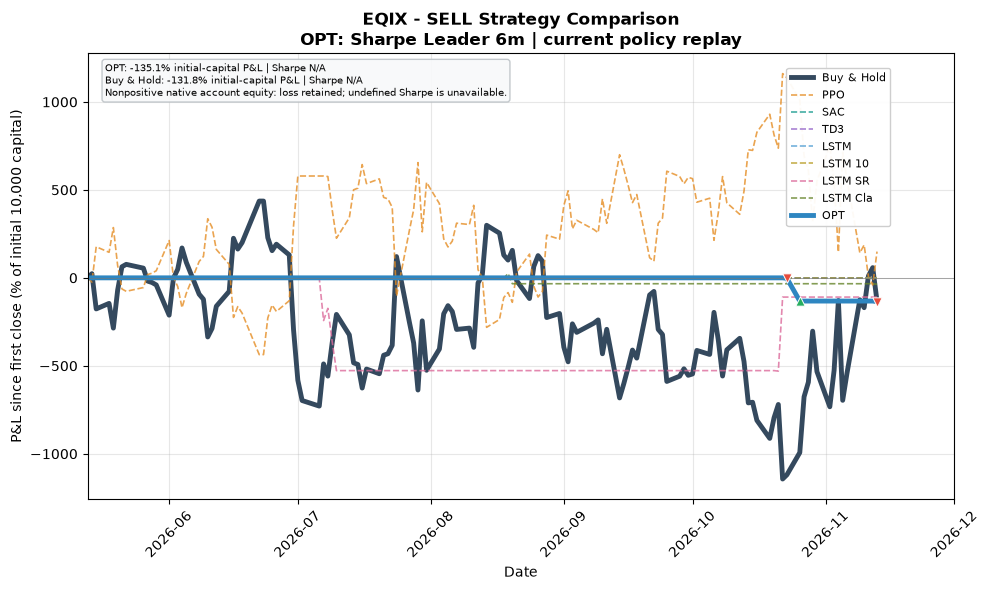 EQIX - SELL Strategy Comparison
OPT: Sharpe Leader 6m | current policy replay
OPT: -135.1% initial-capital P&L | Sharpe N/A
Buy & Hold: -131.8% initial-capital P&L | Sharpe N/A
Nonpositive native account equity: loss retained; undefined Sharpe is unavailable.
Buy & Hold
PPO
SAC
TD3
LSTM
LSTM 10
LSTM SR
LSTM Cla
OPT
P&L since first close (% of initial 10,000 capital)
1000
500
0
−500
−1000
2026-06
2026-07
2026-08
2026-09
2026-10
2026-11
2026-12
Date